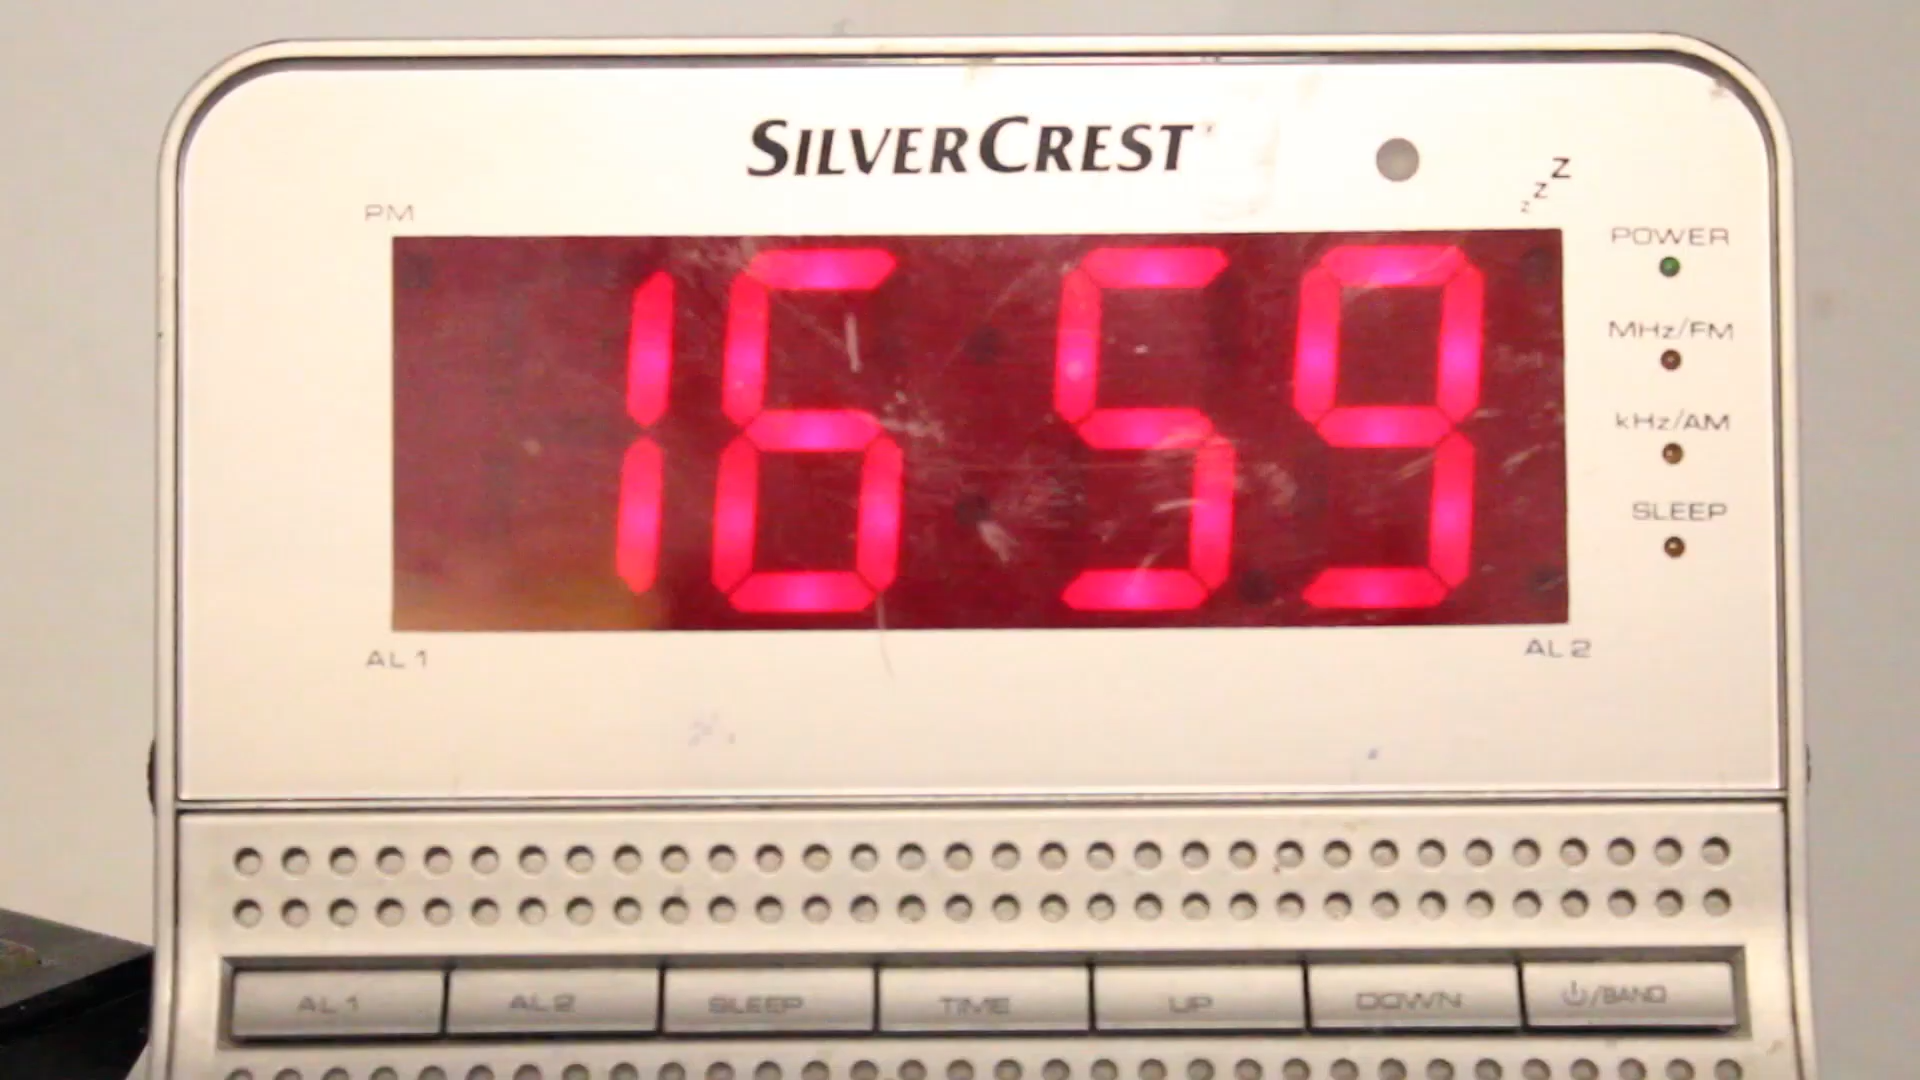 SILVERCREST
z z Z
PM
POWER
16 59
MHz/FM
kHz/AM
SLEEP
AL 1
AL 2
AL 1 AL 2 SLEEP TIME UP DOWN ⏻/BAND